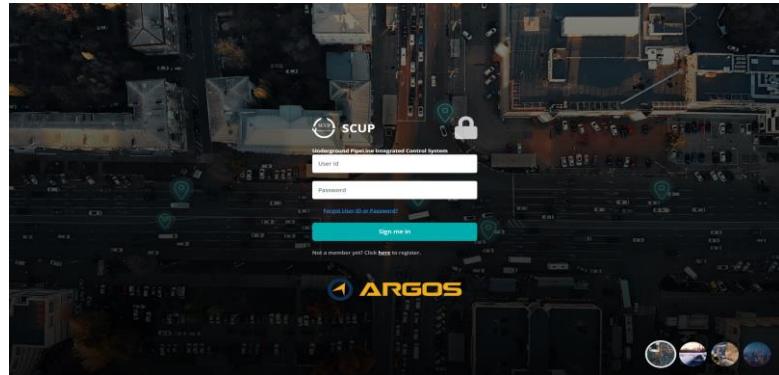 SCUP
Underground PipeLine Integrated Control System
User id
Password
Forgot User ID or Password?
Sign me in
Not a member yet? Click here to register.
ARGOS